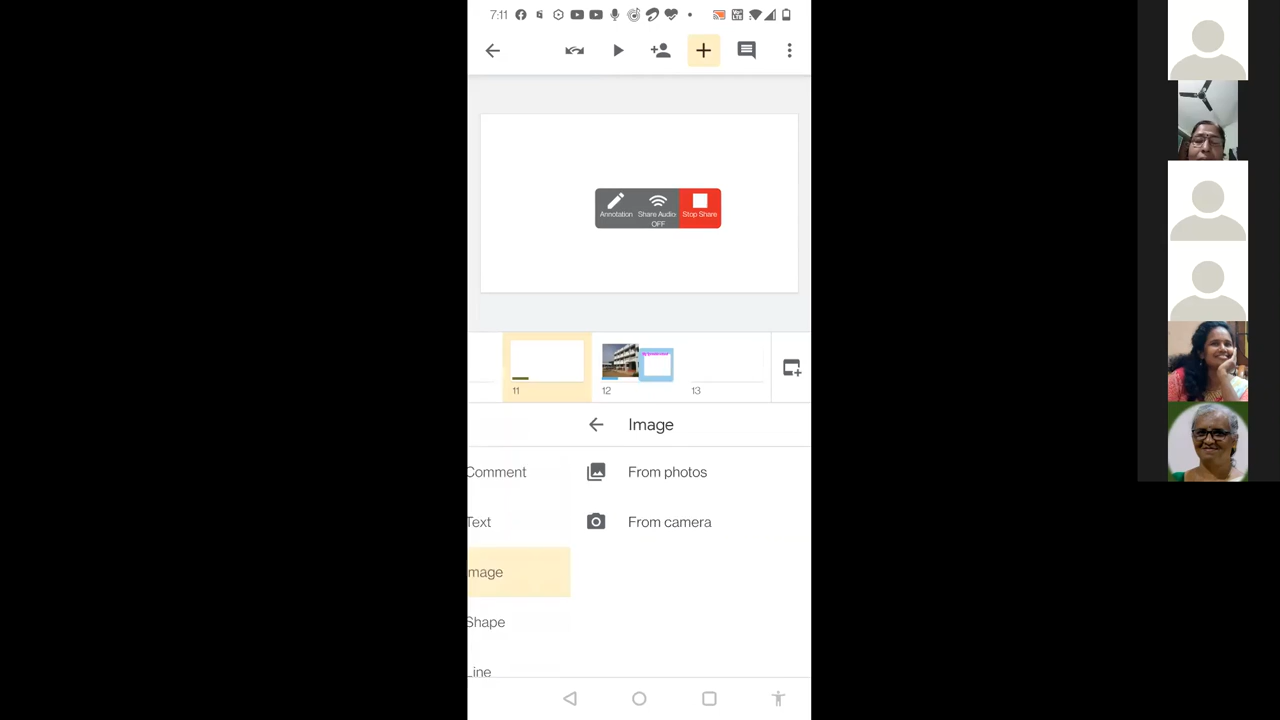 7:11
Annotation Share Audio Stop Share
OFF
11 12 13
Image
Comment From photos
Text From camera
mage
Shape
Line